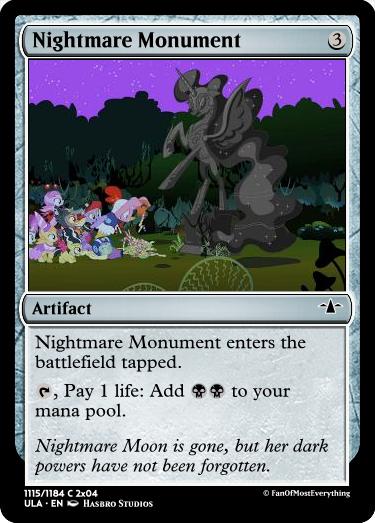 Nightmare Monument 3
Artifact
Nightmare Monument enters the
battlefield tapped.
, Pay 1 life: Add to your
mana pool.
Nightmare Moon is gone, but her dark
powers have not been forgotten.
1115/1184 C 2x04
ULA • EN Hasbro Studios
© FanOfMostEverything